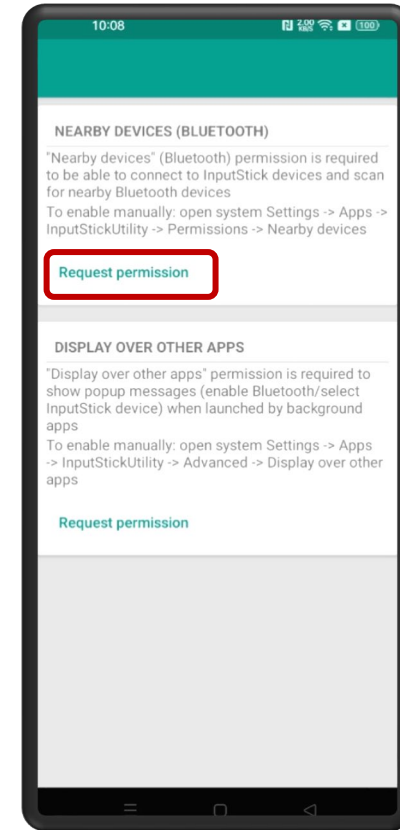 10:08
2.00 KB/S
100
NEARBY DEVICES (BLUETOOTH)
"Nearby devices" (Bluetooth) permission is required
to be able to connect to InputStick devices and scan
for nearby Bluetooth devices
To enable manually: open system Settings -> Apps ->
InputStickUtility -> Permissions -> Nearby devices
Request permission
DISPLAY OVER OTHER APPS
"Display over other apps" permission is required to
show popup messages (enable Bluetooth/select
InputStick device) when launched by background
apps
To enable manually: open system Settings -> Apps
-> InputStickUtility -> Advanced -> Display over other
apps
Request permission